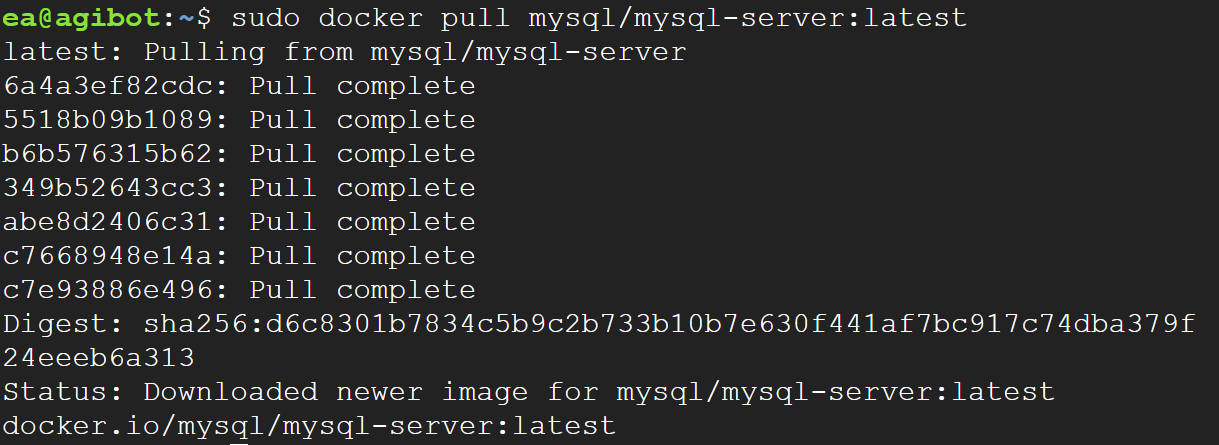 ea@agibot:~$ sudo docker pull mysql/mysql-server:latest
latest: Pulling from mysql/mysql-server
6a4a3ef82cdc: Pull complete
5518b09b1089: Pull complete
b6b576315b62: Pull complete
349b52643cc3: Pull complete
abe8d2406c31: Pull complete
c7668948e14a: Pull complete
c7e93886e496: Pull complete
Digest: sha256:d6c8301b7834c5b9c2b733b10b7e630f441af7bc917c74dba379f
24eeeb6a313
Status: Downloaded newer image for mysql/mysql-server:latest
docker.io/mysql/mysql-server:latest